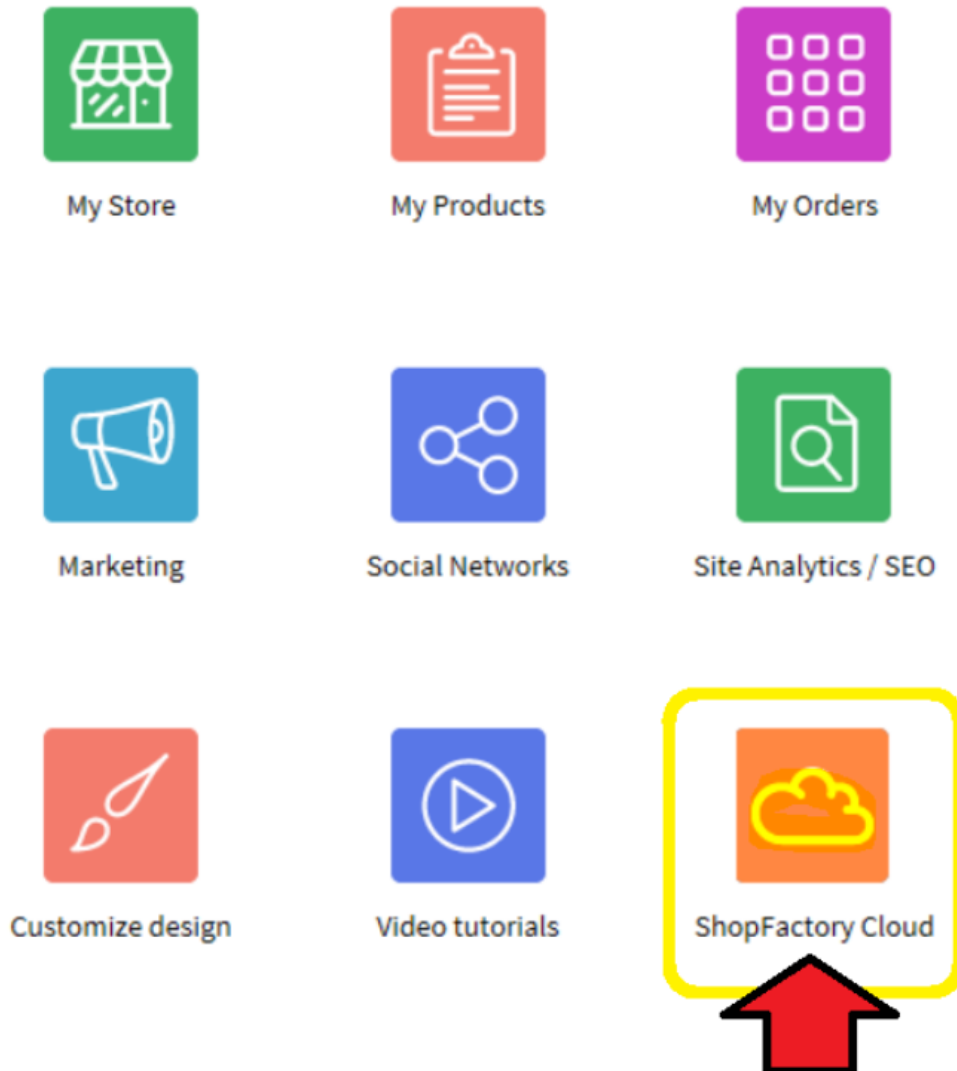 My Store
My Products
My Orders
Marketing
Social Networks
Site Analytics / SEO
Customize design
Video tutorials
ShopFactory Cloud